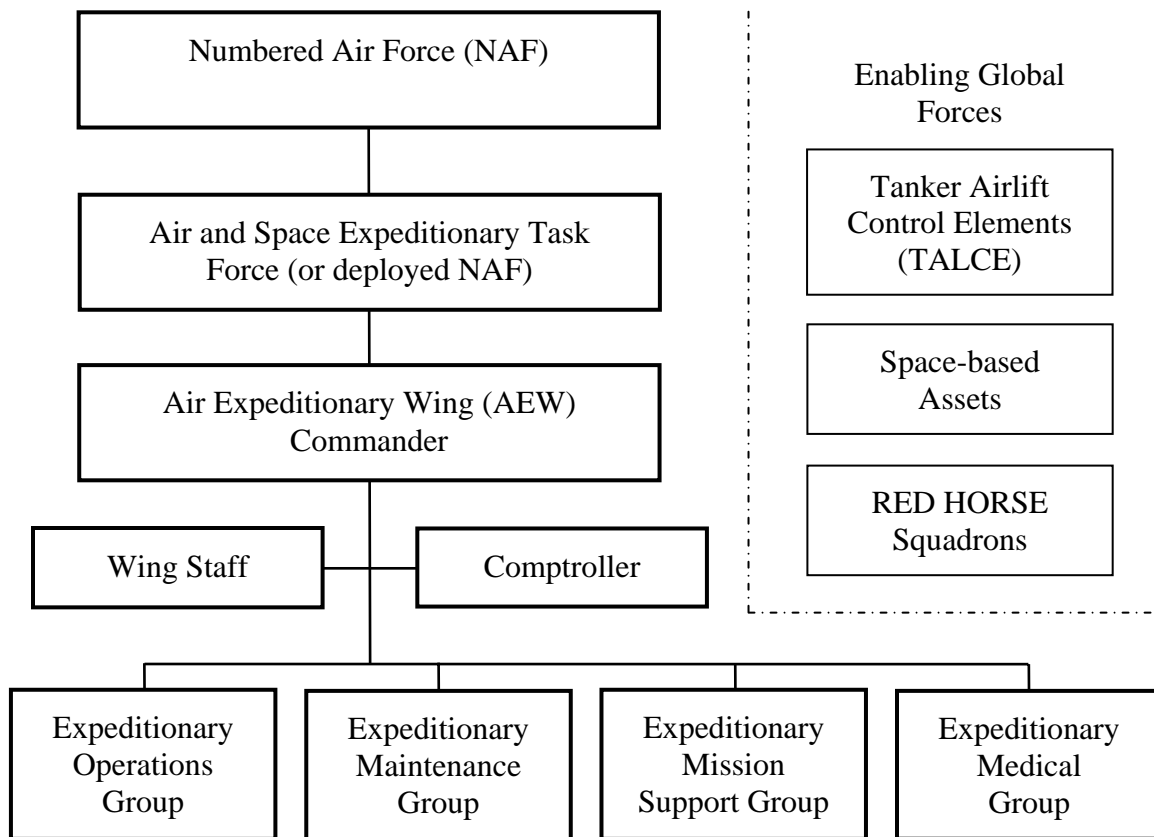 Numbered Air Force (NAF)
Air and Space Expeditionary Task
Force (or deployed NAF)
Air Expeditionary Wing (AEW)
Commander
Wing Staff
Comptroller
Expeditionary
Operations
Group
Expeditionary
Maintenance
Group
Expeditionary
Mission
Support Group
Expeditionary
Medical
Group
Enabling Global
Forces
Tanker Airlift
Control Elements
(TALCE)
Space-based
Assets
RED HORSE
Squadrons